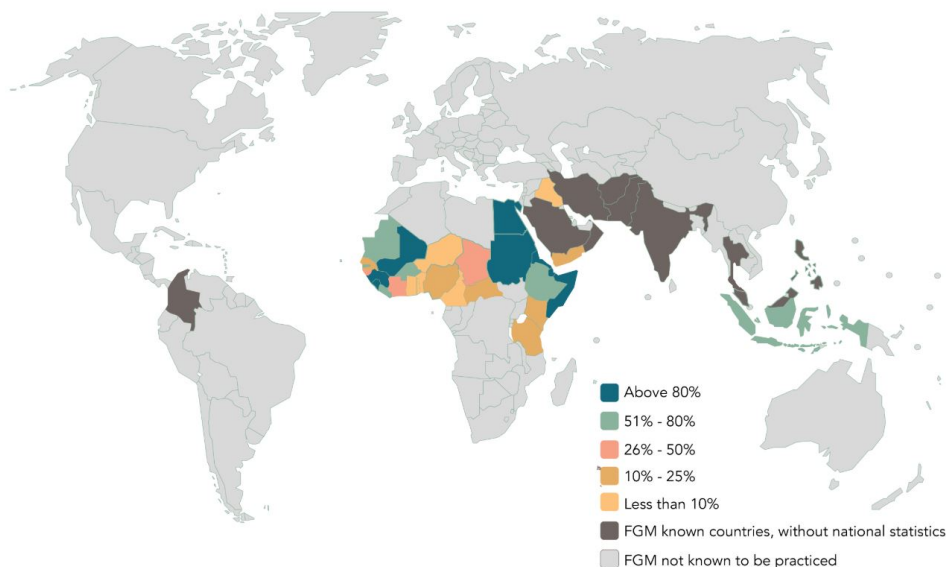 Above 80%
51% - 80%
26% - 50%
10% - 25%
Less than 10%
FGM known countries, without national statistics
FGM not known to be practiced